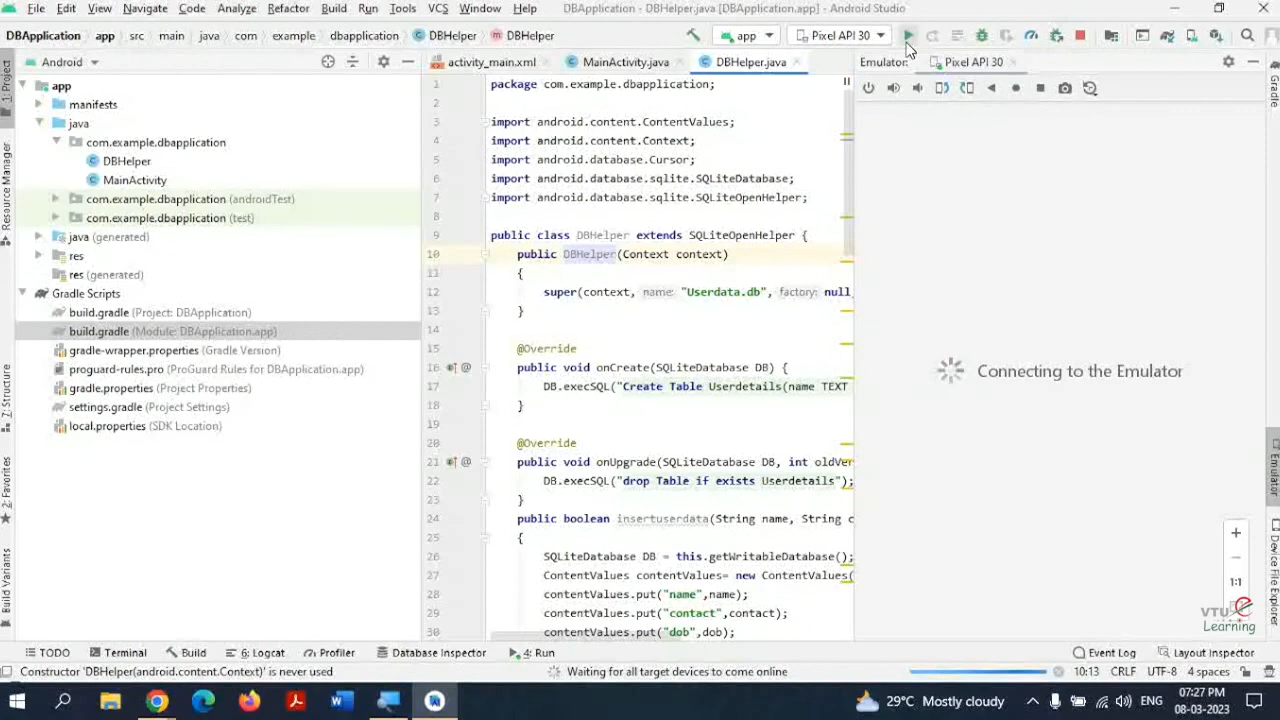 File Edit View Navigate Code Analyze Refactor Build Run Tools VCS Window Help DBApplication - DBHelper.java [DBApplication.app] - Android Studio
DBApplication app src main java com example dbapplication DBHelper DBHelper app Pixel API 30
Android
activity_main.xml MainActivity.java DBHelper.java
Emulator: Pixel API 30
1: Project
Resource Manager
Z: Structure
2: Favorites
Build Variants
app
manifests
java
com.example.dbapplication
DBHelper
MainActivity
com.example.dbapplication (androidTest)
com.example.dbapplication (test)
java (generated)
res
res (generated)
Gradle Scripts
build.gradle (Project: DBApplication)
build.gradle (Module: DBApplication.app)
gradle-wrapper.properties (Gradle Version)
proguard-rules.pro (ProGuard Rules for DBApplication.app)
gradle.properties (Project Properties)
settings.gradle (Project Settings)
local.properties (SDK Location)
1 package com.example.dbapplication;
2
3 import android.content.ContentValues;
4 import android.content.Context;
5 import android.database.Cursor;
6 import android.database.sqlite.SQLiteDatabase;
7 import android.database.sqlite.SQLiteOpenHelper;
8
9 public class DBHelper extends SQLiteOpenHelper {
10 public DBHelper(Context context)
11 {
12 super(context, name: "Userdata.db", factory: null
13 }
14
15 @Override
16 public void onCreate(SQLiteDatabase DB) {
17 DB.execSQL("Create Table Userdetails(name TEXT
18 }
19
20 @Override
21 public void onUpgrade(SQLiteDatabase DB, int oldVer
22 DB.execSQL("drop Table if exists Userdetails");
23 }
24 public boolean insertuserdata(String name, String c
25 {
26 SQLiteDatabase DB = this.getWritableDatabase();
27 ContentValues contentValues= new ContentValues(
28 contentValues.put("name",name);
29 contentValues.put("contact",contact);
30 contentValues.put("dob",dob);
Connecting to the Emulator
1:1
VTU
Learning
Gradle
Emulator
Device File Explorer
TODO Terminal Build 6: Logcat Profiler Database Inspector 4: Run Event Log Layout Inspector
Constructor 'DBHelper(android.content.Context)' is never used Waiting for all target devices to come online 10:13 CRLF UTF-8 4 spaces
29°C Mostly cloudy ENG 07:27 PM
08-03-2023